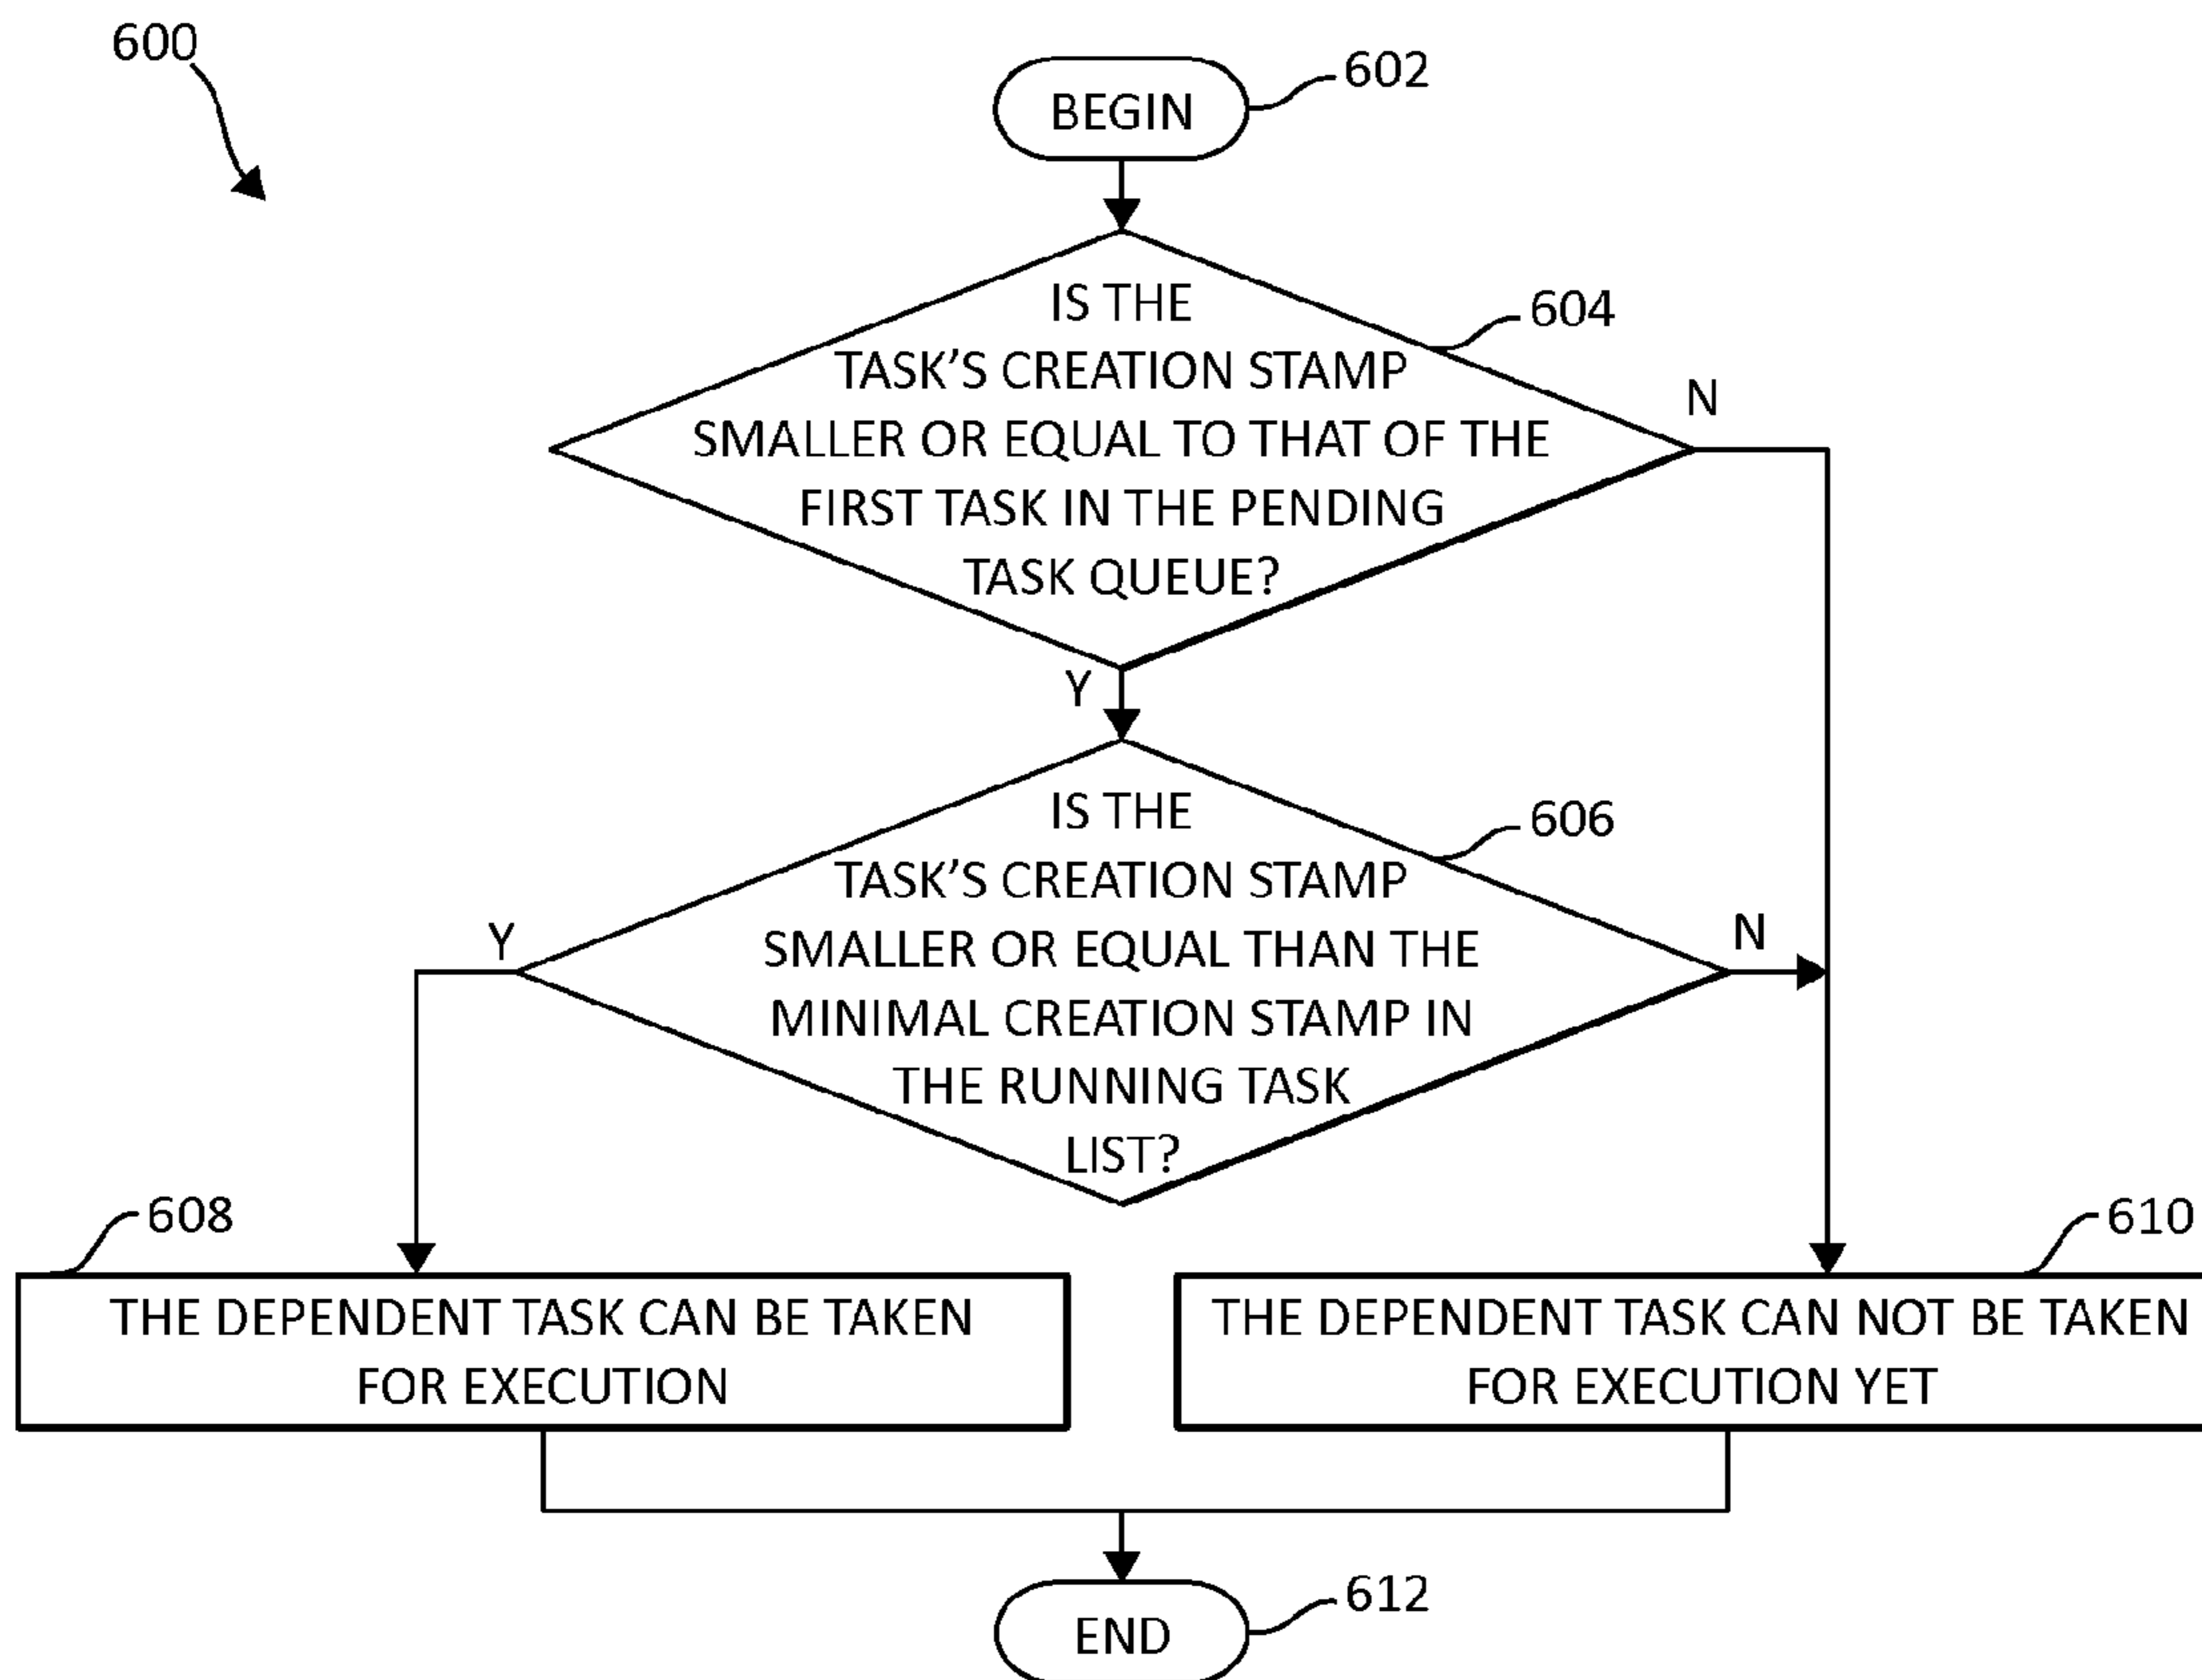 600
BEGIN
602
IS THE
TASK’S CREATION STAMP
SMALLER OR EQUAL TO THAT OF THE
FIRST TASK IN THE PENDING
TASK QUEUE?
604
N
Y
IS THE
TASK’S CREATION STAMP
SMALLER OR EQUAL THAN THE
MINIMAL CREATION STAMP IN
THE RUNNING TASK
LIST?
606
Y
N
608
THE DEPENDENT TASK CAN BE TAKEN
FOR EXECUTION
610
THE DEPENDENT TASK CAN NOT BE TAKEN
FOR EXECUTION YET
END
612